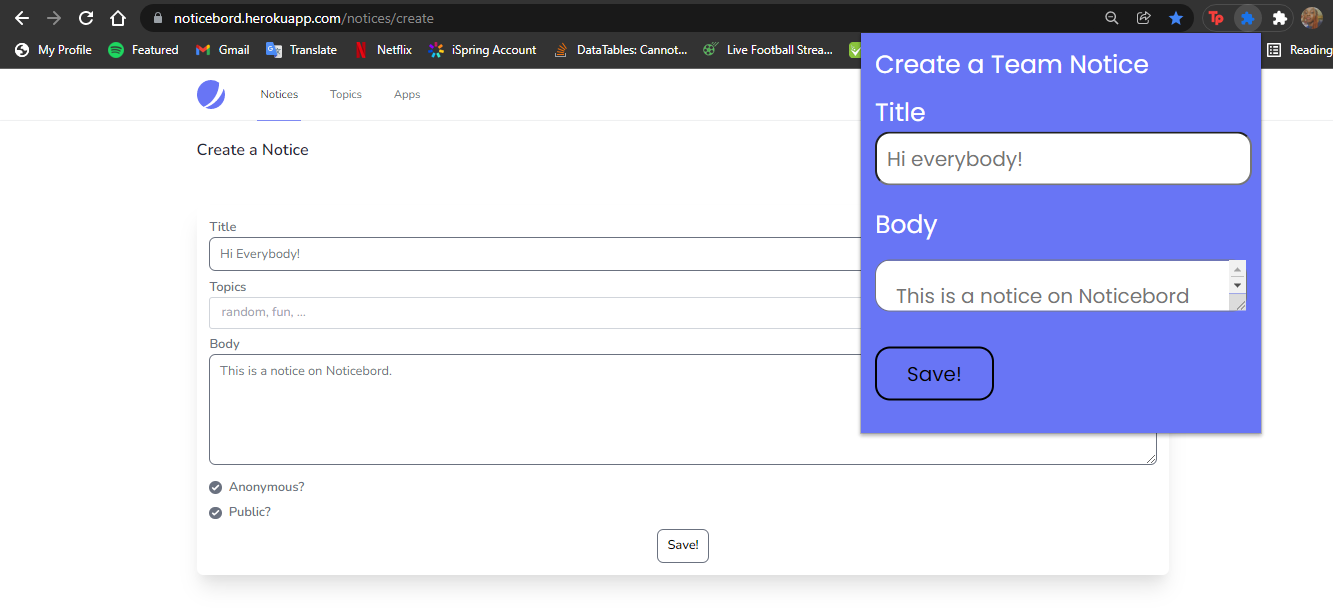 noticebord.herokuapp.com/notices/create
Tp
My Profile Featured Gmail Translate Netflix iSpring Account DataTables: Cannot... Live Football Strea... Reading
Notices Topics Apps
Create a Notice
Title
Hi Everybody!
Topics
random, fun, ...
Body
This is a notice on Noticebord.
Anonymous?
Public?
Save!
Create a Team Notice
Title
Hi everybody!
Body
This is a notice on Noticebord
Save!